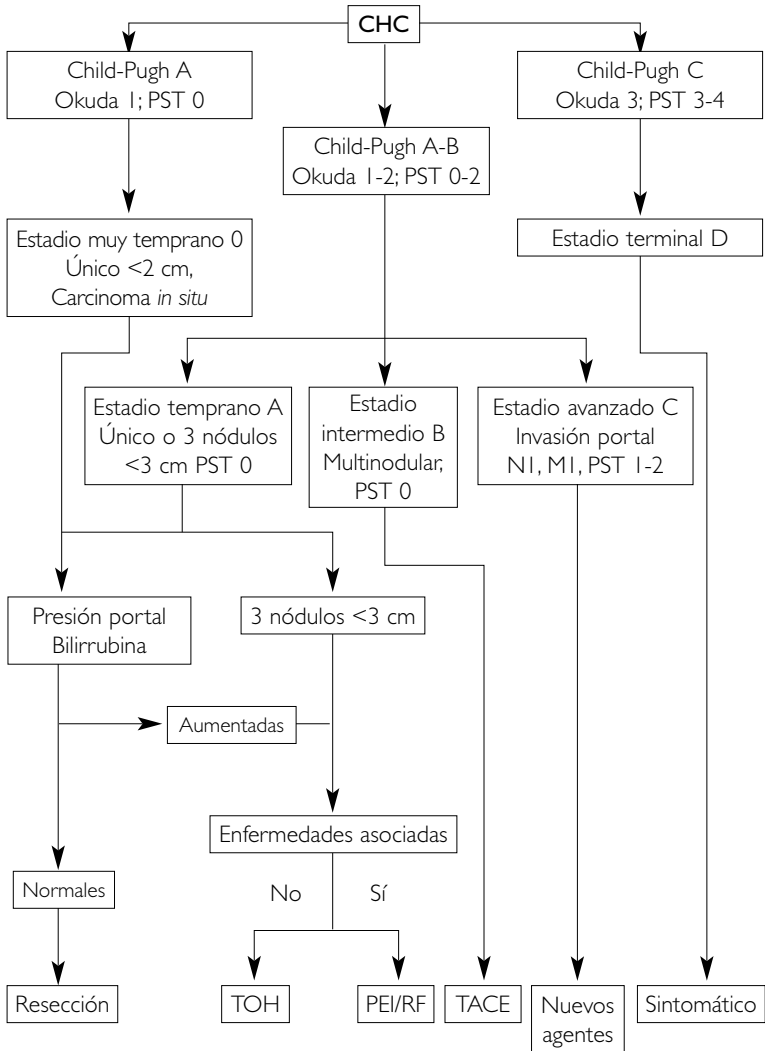 CHC
Child-Pugh A
Okuda 1; PST 0
Child-Pugh C
Okuda 3; PST 3-4
Child-Pugh A-B
Okuda 1-2; PST 0-2
Estadio muy temprano 0
Único <2 cm,
Carcinoma in situ
Estadio terminal D
Estadio temprano A
Único o 3 nódulos
<3 cm PST 0
Estadio
intermedio B
Multinodular,
PST 0
Estadio avanzado C
Invasión portal
N1, M1, PST 1-2
Presión portal
Bilirrubina
3 nódulos <3 cm
Aumentadas
Enfermedades asociadas
Normales
No
Sí
Resección
TOH
PEI/RF
TACE
Nuevos
agentes
Sintomático